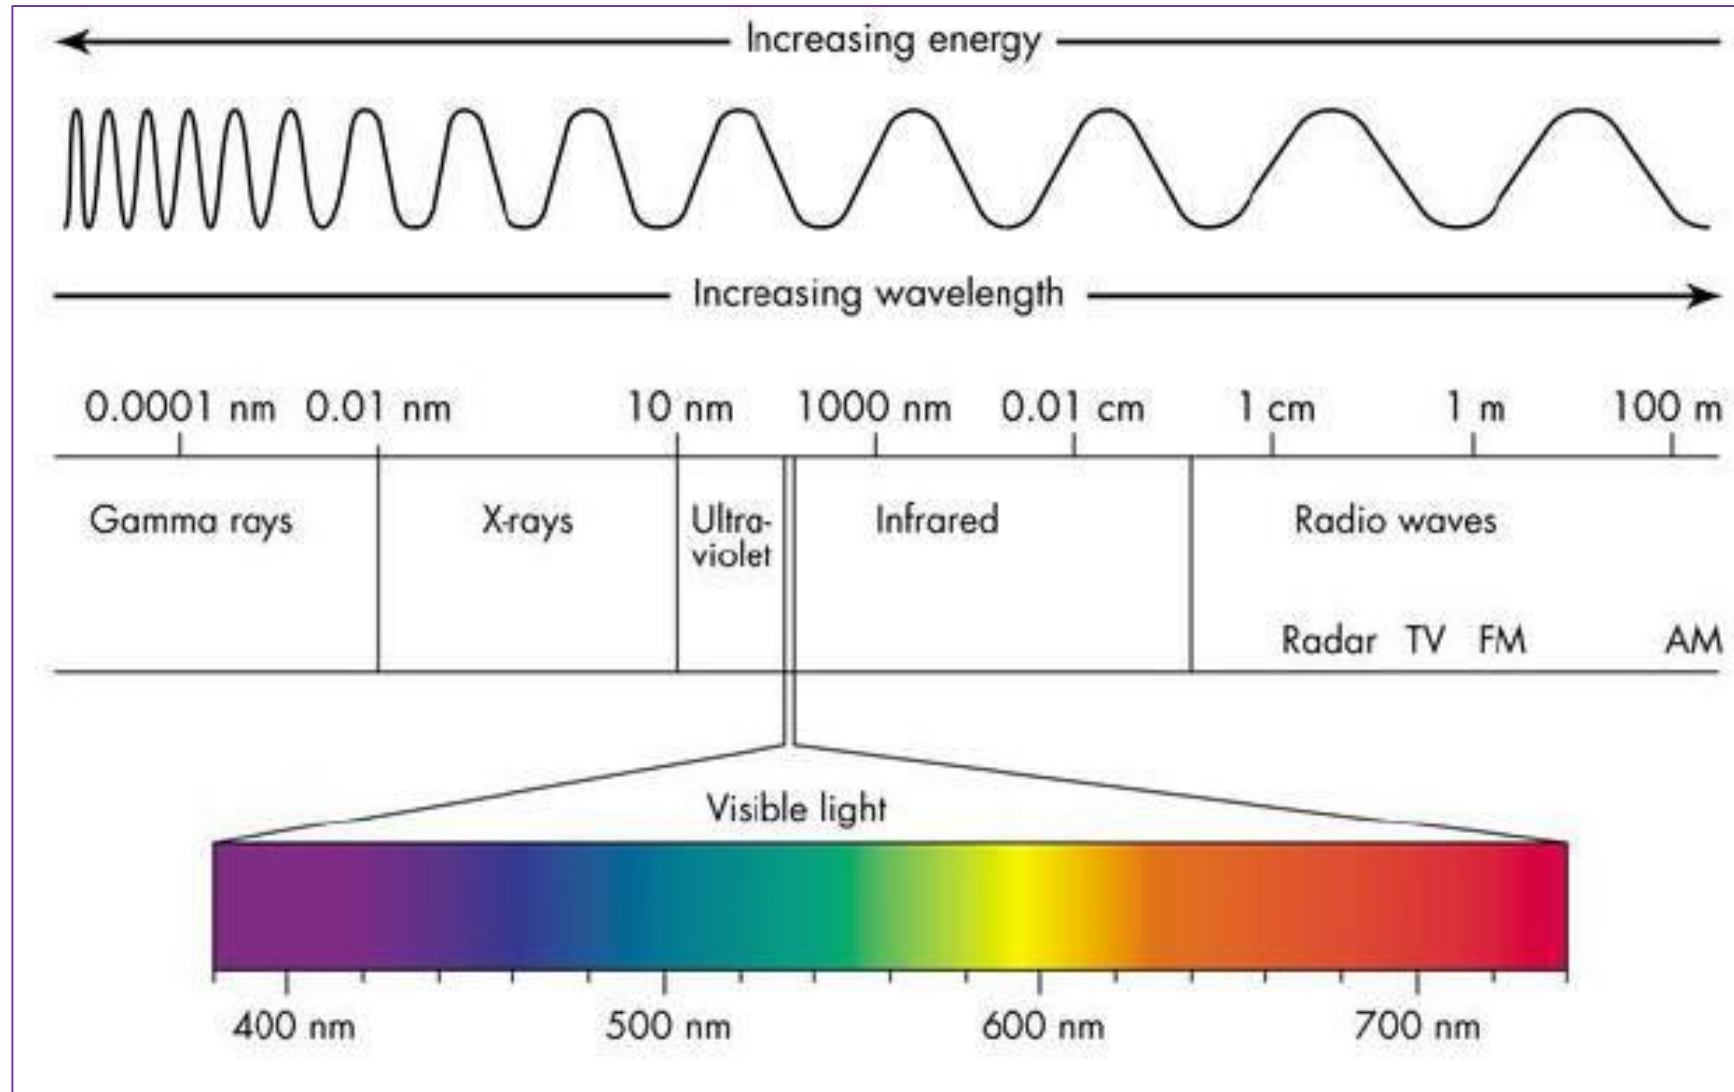 Increasing energy
Increasing wavelength
0.0001 nm 0.01 nm 10 nm 1000 nm 0.01 cm 1 cm 1 m 100 m
Gamma rays X-rays Ultra- Infrared Radio waves
violet
Radar TV FM AM
Visible light
400 nm 500 nm 600 nm 700 nm